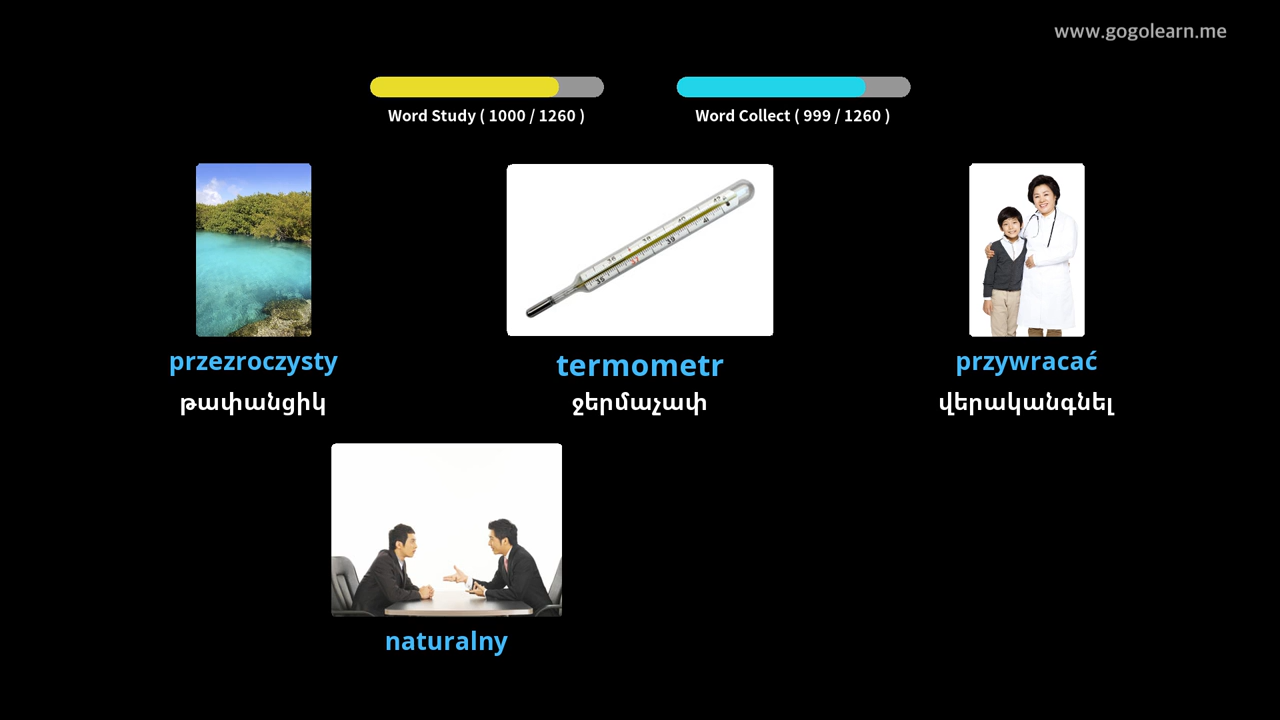 www.gogolearn.me
Word Study ( 1000 / 1260 )
Word Collect ( 999 / 1260 )
przezroczysty
termometr
przywracać
թափանցիկ
ջերմաչափ
վերականգնել
naturalny